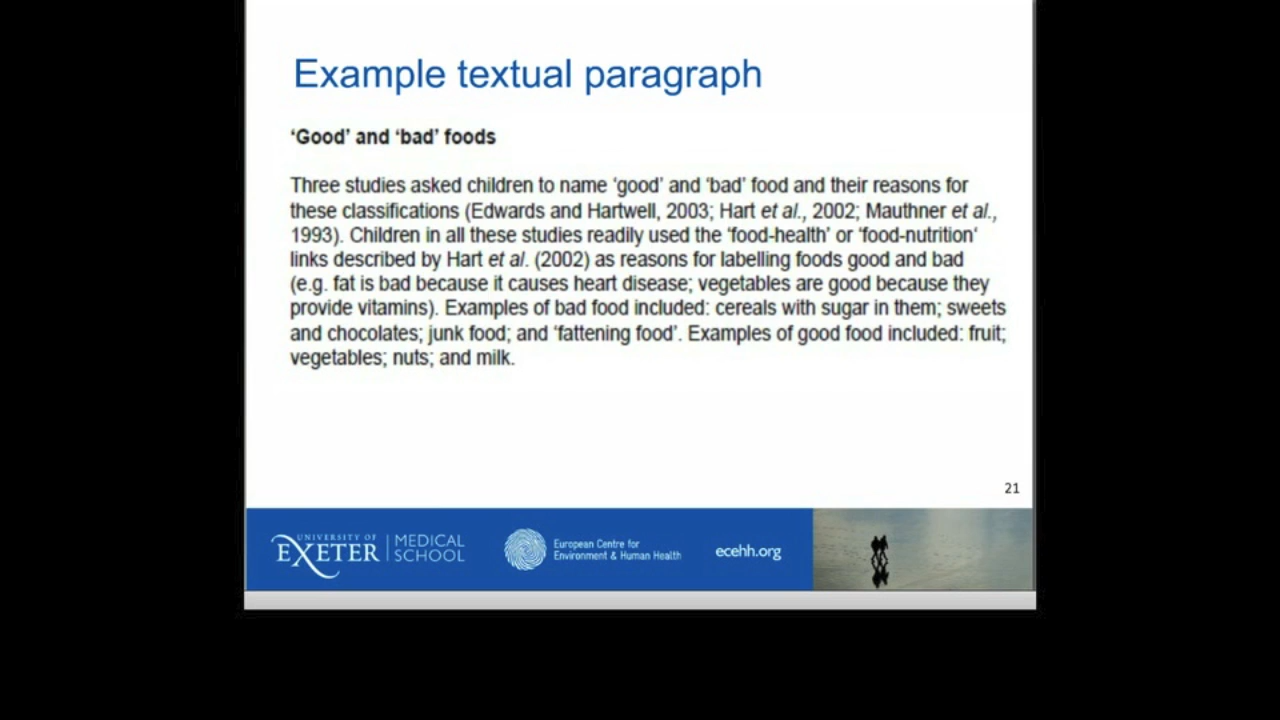 Example textual paragraph
‘Good’ and ‘bad’ foods
Three studies asked children to name ‘good’ and ‘bad’ food and their reasons for
these classifications (Edwards and Hartwell, 2003; Hart et al., 2002; Mauthner et al.,
1993). Children in all these studies readily used the ‘food-health’ or ‘food-nutrition‘
links described by Hart et al. (2002) as reasons for labelling foods good and bad
(e.g. fat is bad because it causes heart disease; vegetables are good because they
provide vitamins). Examples of bad food included: cereals with sugar in them; sweets
and chocolates; junk food; and ‘fattening food’. Examples of good food included: fruit;
vegetables; nuts; and milk.
21
UNIVERSITY OF
EXETER
MEDICAL
SCHOOL
European Centre for
Environment & Human Health
ecehh.org